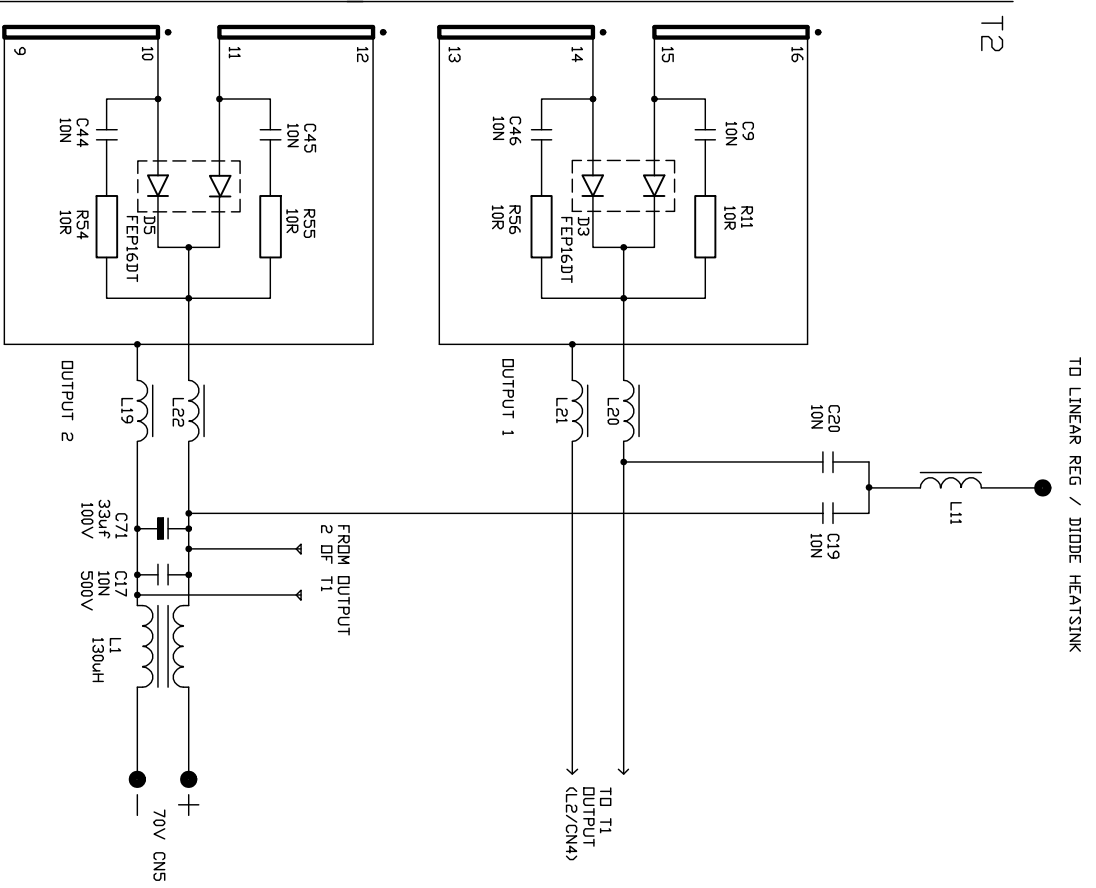 T2
TO LINEAR REG / DIODE HEATSINK
16
15
14
13
C9
10N
R11
10R
D3
FEP16DT
C46
10N
R56
10R
OUTPUT 1
L20
L21
C20
10N
C19
10N
L11
TO T1
OUTPUT
(L2/CN4)
12
11
10
9
C45
10N
R55
10R
D5
FEP16DT
C44
10N
R54
10R
OUTPUT 2
L22
L19
FROM OUTPUT
2 OF T1
C71
33uf
100V
C17
10N
500V
L1
130uH
+
70V CN5
-